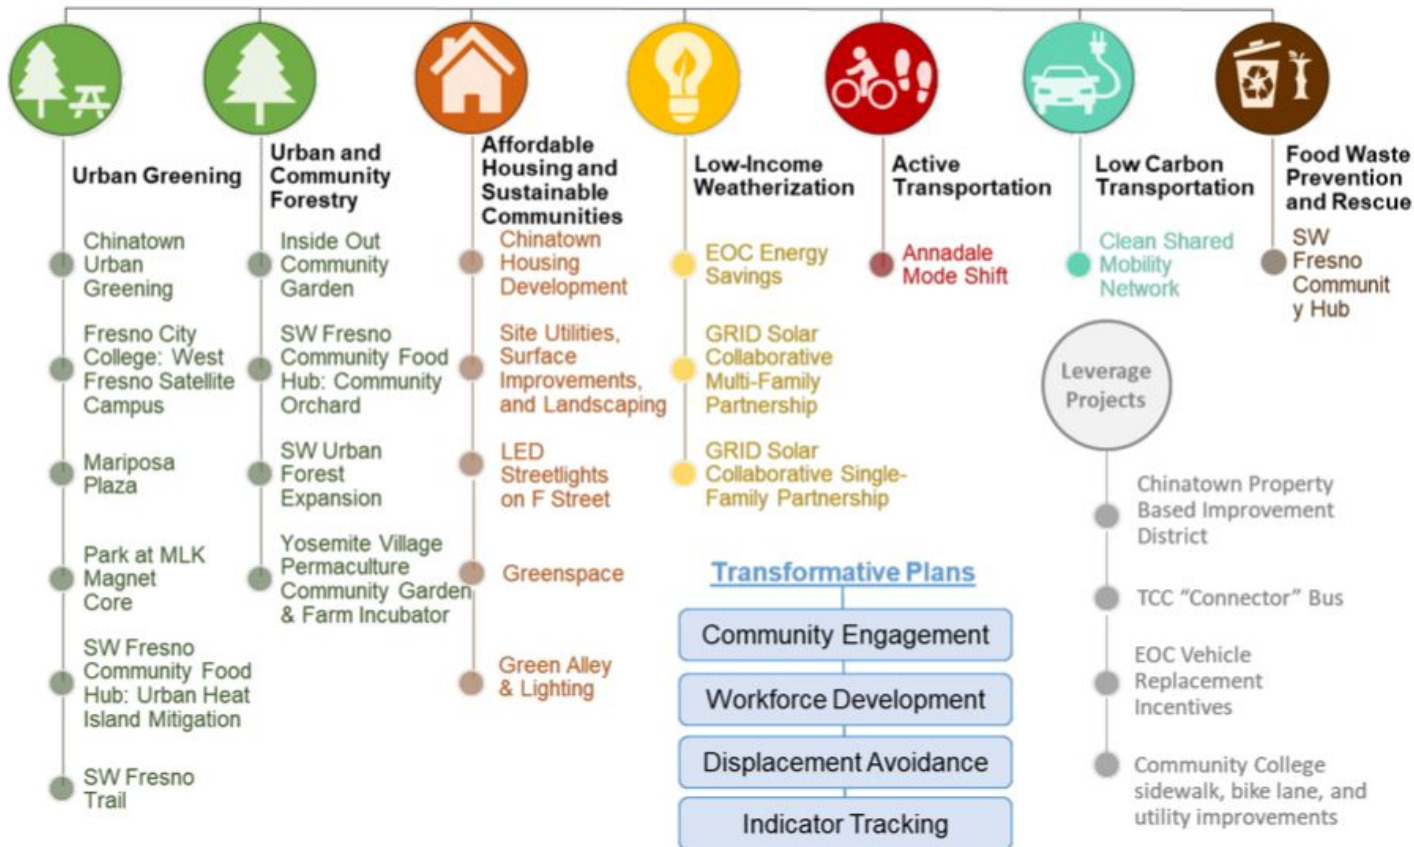 Urban Greening
Chinatown
Urban
Greening
Fresno City
College: West
Fresno Satellite
Campus
Mariposa
Plaza
Park at MLK
Magnet
Core
SW Fresno
Community Food
Hub: Urban Heat
Island Mitigation
SW Fresno
Trail
Urban and
Community
Forestry
Inside Out
Community
Garden
SW Fresno
Community Food
Hub: Community
Orchard
SW Urban
Forest
Expansion
Yosemite Village
Permaculture
Community Garden
& Farm Incubator
Affordable
Housing and
Sustainable
Communities
Chinatown
Housing
Development
Site Utilities,
Surface
Improvements,
and Landscaping
LED
Streetlights
on F Street
Greenspace
Green Alley
& Lighting
Low-Income
Weatherization
EOC Energy
Savings
GRID Solar
Collaborative
Multi-Family
Partnership
GRID Solar
Collaborative Single-
Family Partnership
Active
Transportation
Annadale
Mode Shift
Low Carbon
Transportation
Clean Shared
Mobility
Network
Food Waste
Prevention
and Rescue
SW
Fresno
Communit
y Hub
Transformative Plans
Community Engagement
Workforce Development
Displacement Avoidance
Indicator Tracking
Leverage
Projects
Chinatown Property
Based Improvement
District
TCC “Connector” Bus
EOC Vehicle
Replacement
Incentives
Community College
sidewalk, bike lane, and
utility improvements